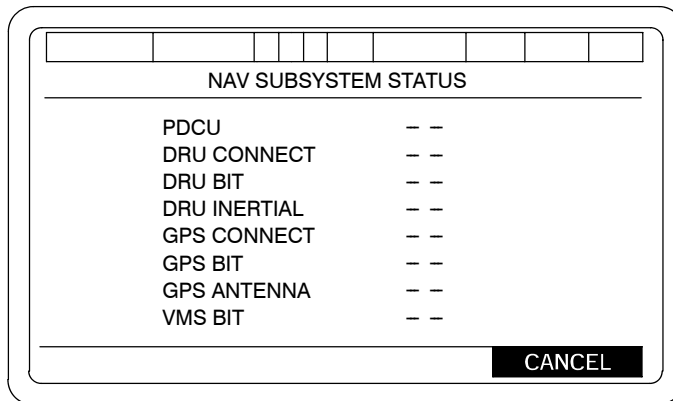 NAV SUBSYSTEM STATUS
PDCU – –
DRU CONNECT – –
DRU BIT – –
DRU INERTIAL – –
GPS CONNECT – –
GPS BIT – –
GPS ANTENNA – –
VMS BIT – –
CANCEL